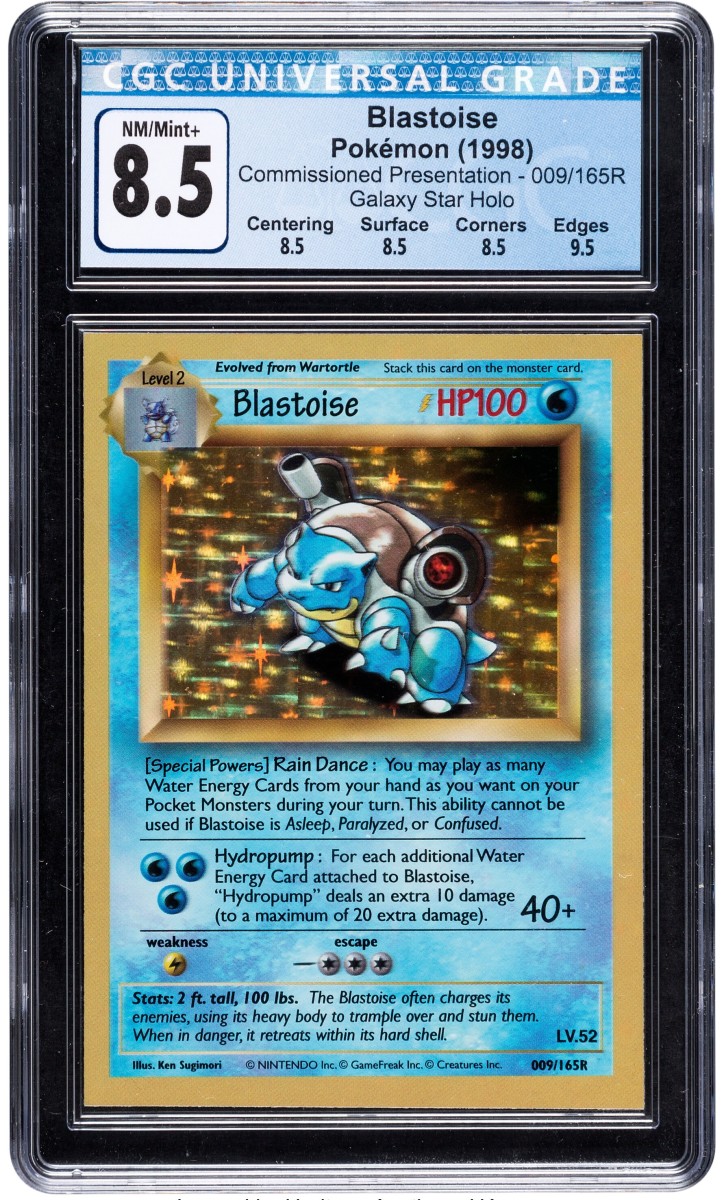 CGC UNIVERSAL GRADE
NM/Mint+
8.5
Blastoise
Pokémon (1998)
Commissioned Presentation - 009/165R
Galaxy Star Holo
Centering Surface Corners Edges
8.5 8.5 8.5 9.5
Evolved from Wartortle Stack this card on the monster card.
Level 2
Blastoise HP100
[Special Powers] Rain Dance : You may play as many
Water Energy Cards from your hand as you want on your
Pocket Monsters during your turn. This ability cannot be
used if Blastoise is Asleep, Paralyzed, or Confused.
Hydropump : For each additional Water
Energy Card attached to Blastoise,
“Hydropump” deals an extra 10 damage
(to a maximum of 20 extra damage). 40+
weakness escape
Stats: 2 ft. tall, 100 lbs. The Blastoise often charges its
enemies, using its heavy body to trample over and stun them.
When in danger, it retreats within its hard shell. LV.52
Illus. Ken Sugimori © NINTENDO Inc. © GameFreak Inc. © Creatures Inc. 009/165R